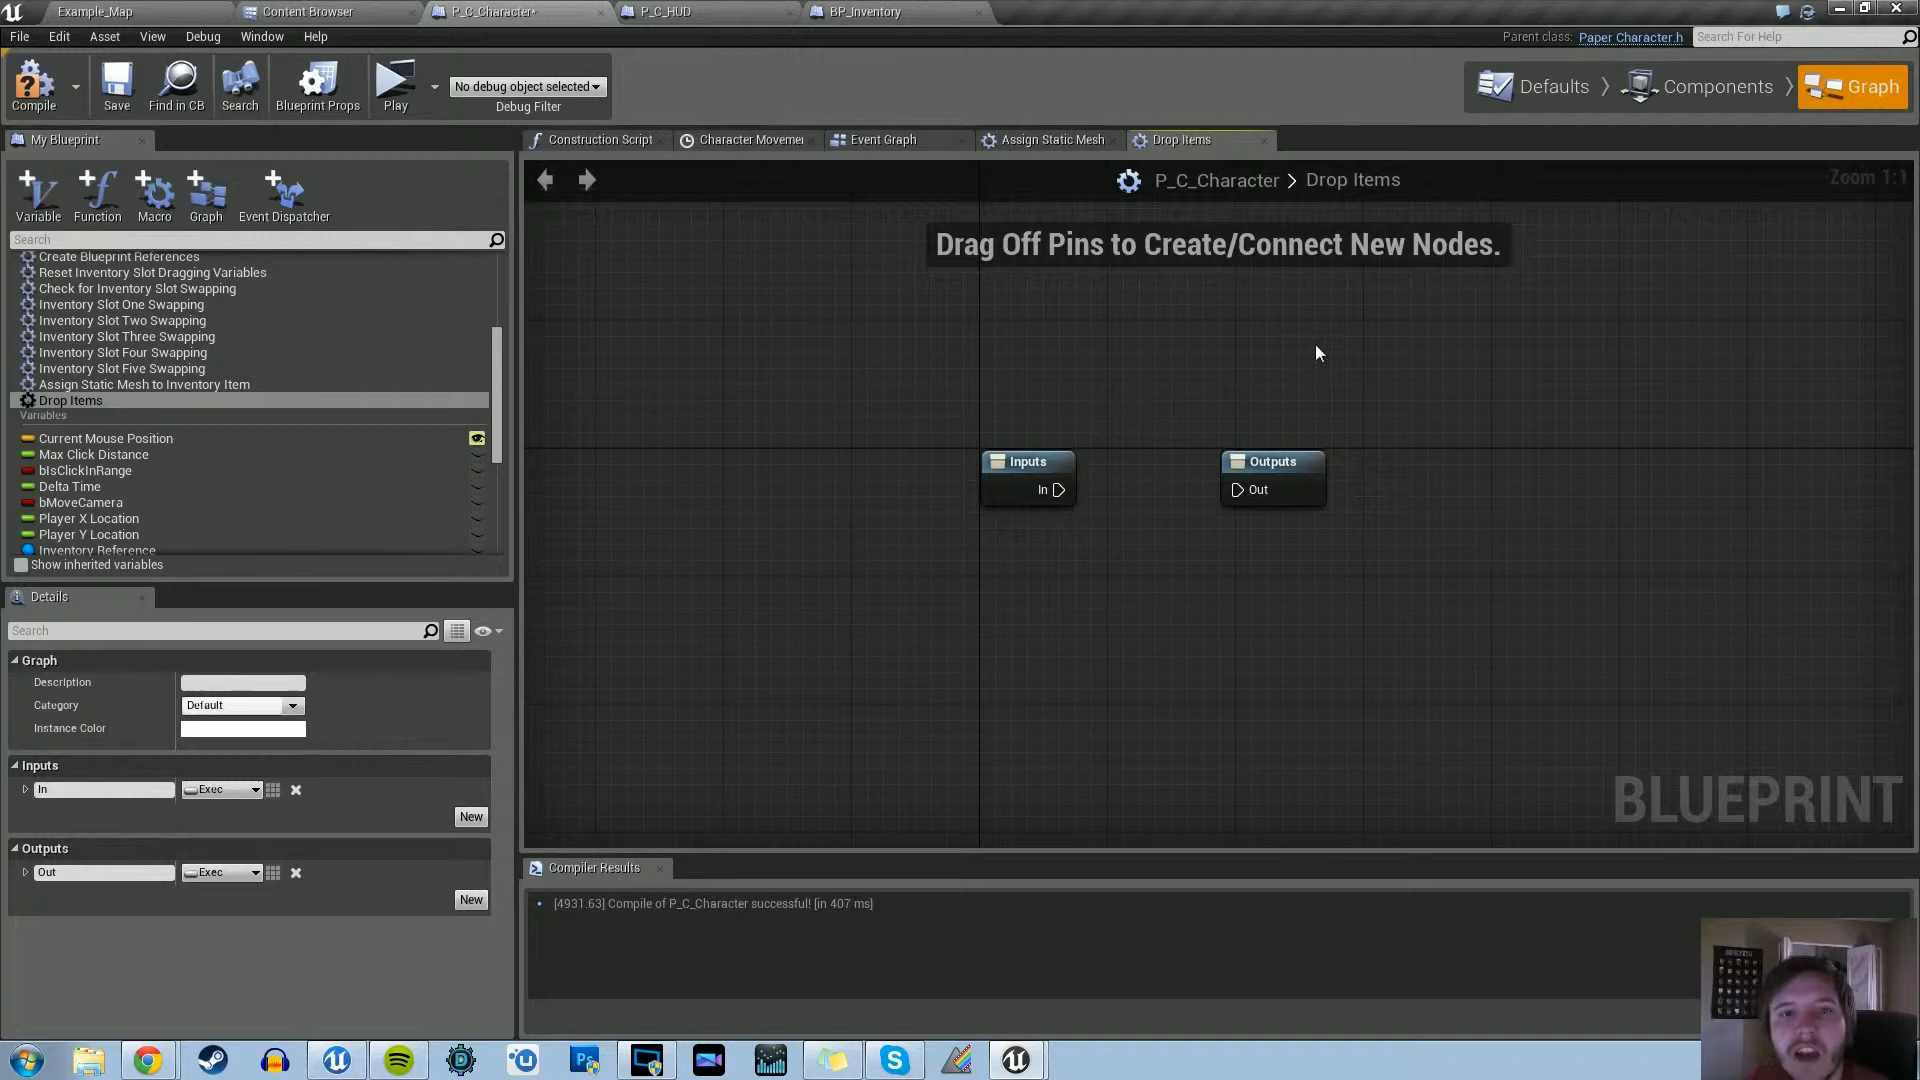 Example_Map
Content Browser
P_C_Character*
P_C_HUD
BP_Inventory
File Edit Asset View Debug Window Help
Parent class: Paper Character.h
Search For Help
Compile
Save
Find in CB
Search
Blueprint Props
Play
No debug object selected
Debug Filter
Defaults
Components
Graph
My Blueprint
Construction Script
Character Movemen
Event Graph
Assign Static Mesh
Drop Items
P_C_Character > Drop Items
Zoom 1:1
Variable
Function
Macro
Graph
Event Dispatcher
Search
Drag Off Pins to Create/Connect New Nodes.
Create Blueprint References
Reset Inventory Slot Dragging Variables
Check for Inventory Slot Swapping
Inventory Slot One Swapping
Inventory Slot Two Swapping
Inventory Slot Three Swapping
Inventory Slot Four Swapping
Inventory Slot Five Swapping
Assign Static Mesh to Inventory Item
Drop Items
Variables
Current Mouse Position
Max Click Distance
bIsClickInRange
Delta Time
bMoveCamera
Player X Location
Player Y Location
Inventory Reference
Show inherited variables
Inputs
In
Outputs
Out
Details
Search
Graph
Description
Category Default
Instance Color
Inputs
In Exec
New
Outputs
Out Exec
New
BLUEPRINT
Compiler Results
[4931.63] Compile of P_C_Character successful! [in 407 ms]
Ps